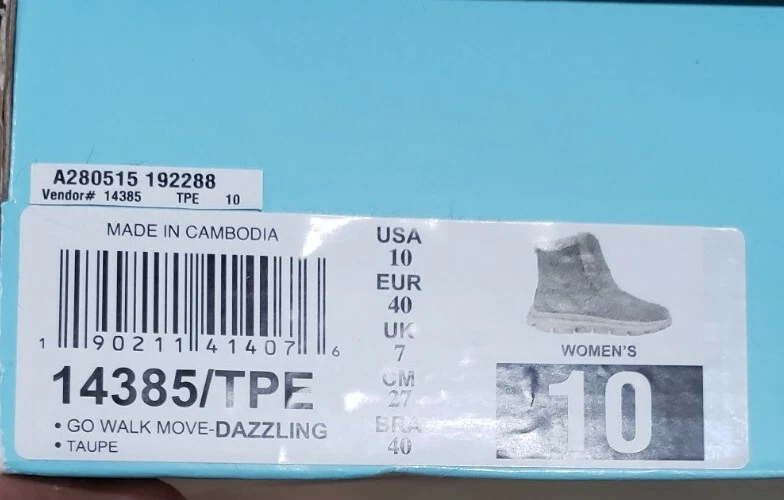 A280515 192288
Vendor# 14385 TPE 10
MADE IN CAMBODIA
1 90211 41407 6
14385/TPE
• GO WALK MOVE-DAZZLING
• TAUPE
USA
10
EUR
40
UK
7
CM
27
BRA
40
WOMEN'S
10